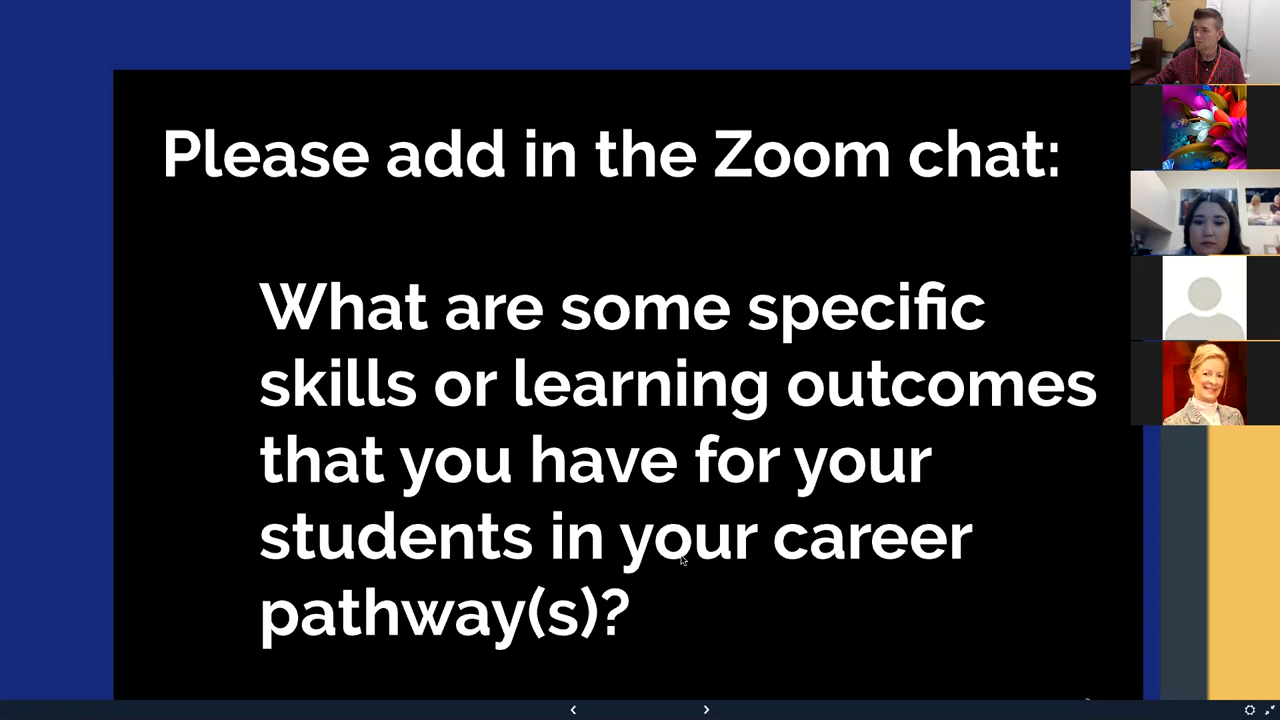 Please add in the Zoom chat:
What are some specific
skills or learning outcomes
that you have for your
students in your career
pathway(s)?